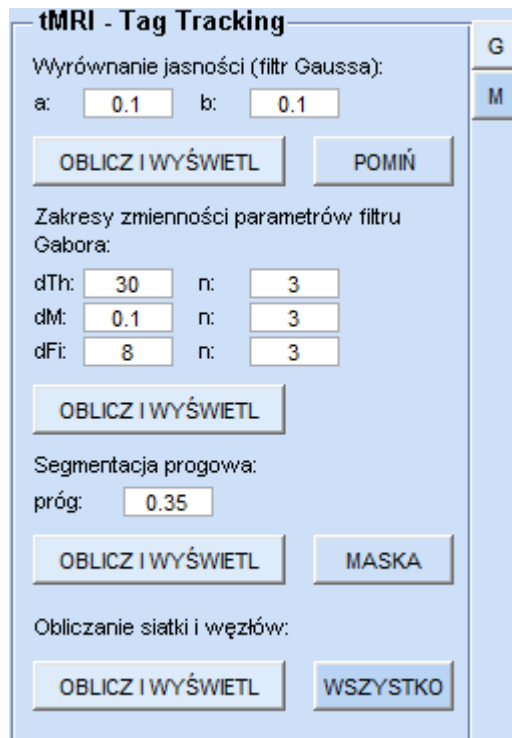 tMRI - Tag Tracking
G
Wyrównanie jasności (filtr Gaussa):
M
a: 0.1 b: 0.1
OBLICZ I WYŚWIETL POMIŃ
Zakresy zmienności parametrów filtru
Gabora:
dTh: 30 n: 3
dM: 0.1 n: 3
dFi: 8 n: 3
OBLICZ I WYŚWIETL
Segmentacja progowa:
próg: 0.35
OBLICZ I WYŚWIETL MASKA
Obliczanie siatki i węzłów:
OBLICZ I WYŚWIETL WSZYSTKO